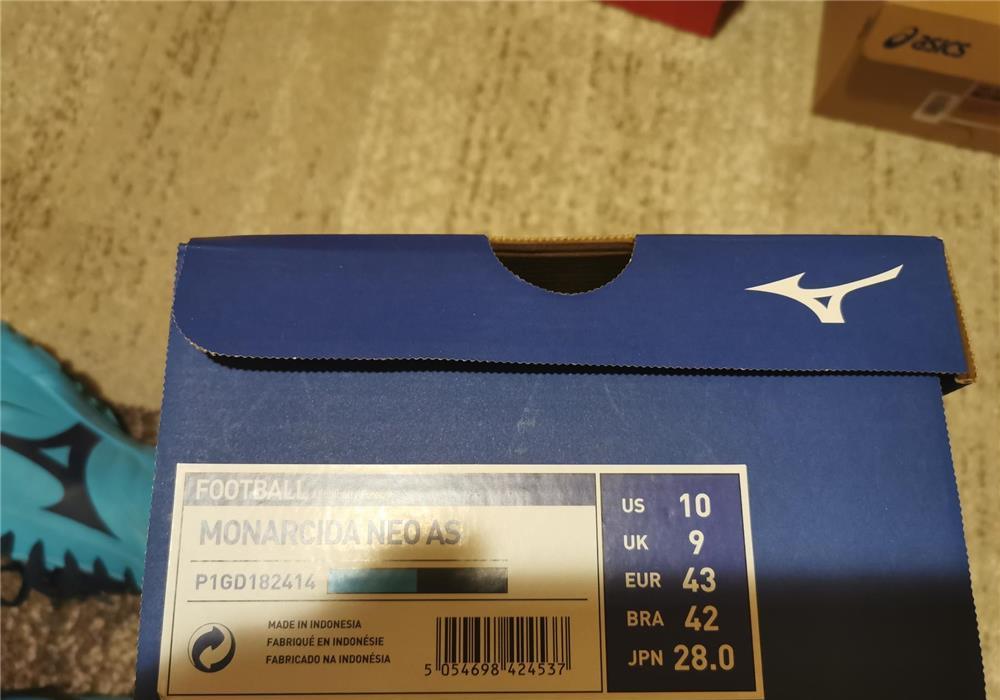 asics
FOOTBALL
MONARCIDA NEO AS
P1GD182414
MADE IN INDONESIA
FABRIQUÉ EN INDONÉSIE
FABRICADO NA INDONÉSIA
5 054698 424537
US 10
UK 9
EUR 43
BRA 42
JPN 28.0